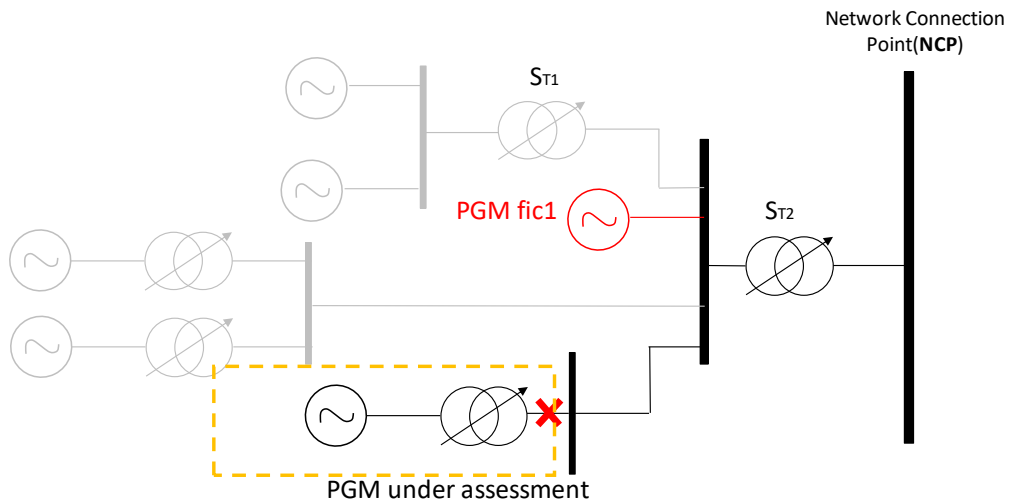 Network Connection
Point(NCP)
ST1
PGM fic1
ST2
PGM under assessment